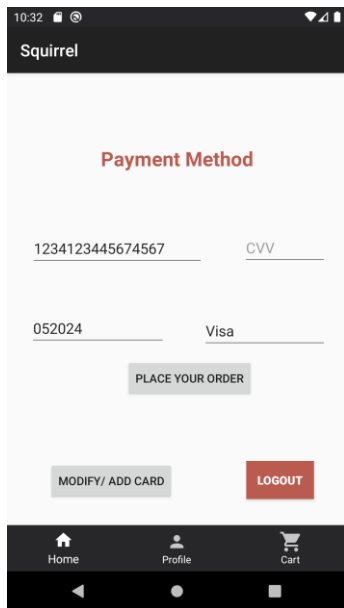 10:32
Squirrel
Payment Method
1234123445674567 CVV
052024 Visa
PLACE YOUR ORDER
MODIFY/ ADD CARD LOGOUT
Home Profile Cart